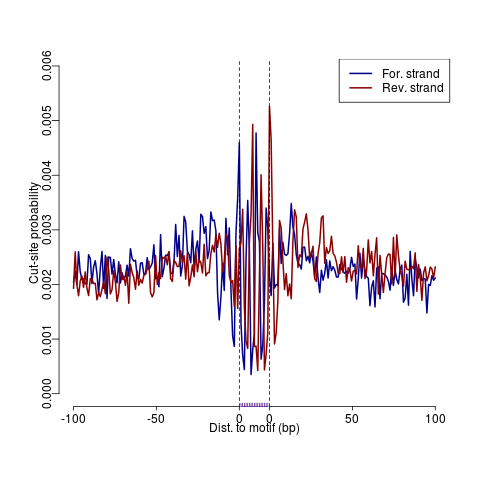 For. strand
Rev. strand
Cut-site probability
0.006
0.005
0.004
0.003
0.002
0.001
0.000
-100 -50 0 0 50 100
Dist. to motif (bp)